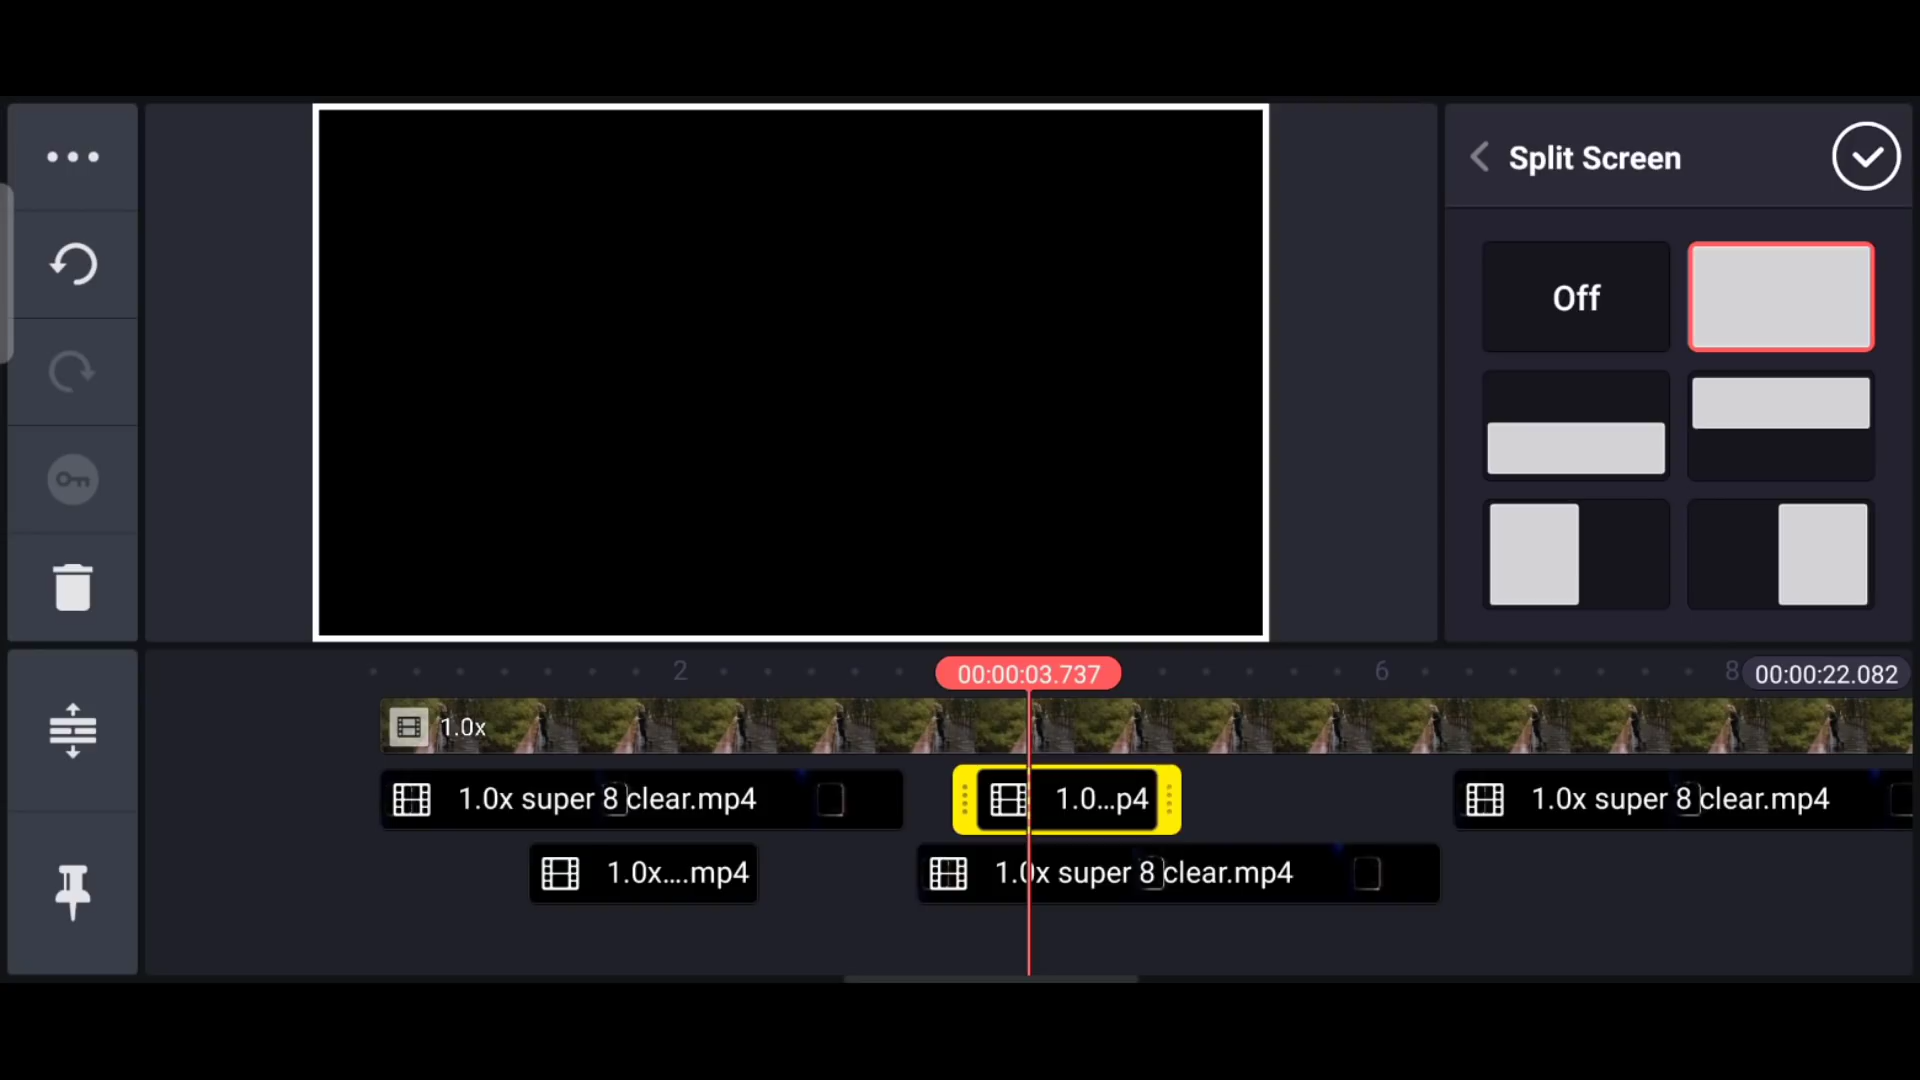 Split Screen
Off
2
00:00:03.737
6
8
00:00:22.082
1.0x
1.0x super 8 clear.mp4
1.0...p4
1.0x super 8 clear.mp4
1.0x....mp4
1.0x super 8 clear.mp4